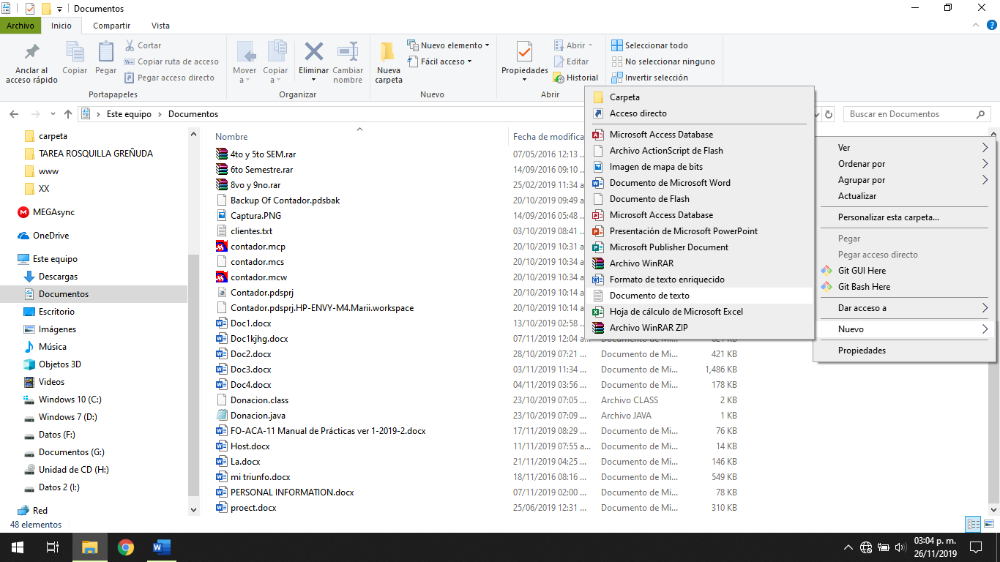 Documentos
Archivo Inicio Compartir Vista
Anclar al acceso rápido
Copiar
Pegar
Cortar
Copiar ruta de acceso
Pegar acceso directo
Portapapeles
Mover a
Copiar a
Eliminar
Cambiar nombre
Organizar
Nueva carpeta
Nuevo elemento
Fácil acceso
Nuevo
Propiedades
Abrir
Editar
Historial
Abrir
Seleccionar todo
No seleccionar ninguno
Invertir selección
Este equipo Documentos
Buscar en Documentos
carpeta
TAREA ROSQUILLA GREÑUDA
www
XX
MEGAsync
OneDrive
Este equipo
Descargas
Documentos
Escritorio
Imágenes
Música
Objetos 3D
Videos
Windows 10 (C:)
Windows 7 (D:)
Datos (F:)
Documentos (G:)
Unidad de CD (H:)
Datos 2 (I:)
Red
Nombre Fecha de modifica
4to y 5to SEM.rar 07/05/2016 12:13 ...
6to Semestre.rar 14/09/2016 09:10 ...
8vo y 9no.rar 25/02/2019 11:34 a
Backup Of Contador.pdsbak 20/10/2019 09:49 a
Captura.PNG 14/09/2016 05:48 ...
clientes.txt 03/10/2019 08:41 ...
contador.mcp 20/10/2019 10:31 a
contador.mcs 20/10/2019 10:34 a
contador.mcw 20/10/2019 10:34 a
Contador.pdsprj 20/10/2019 10:14 a
Contador.pdsprj.HP-ENVY-M4.Marii.workspace 20/10/2019 10:14 a
Doc1.docx 13/10/2019 02:58 ...
Doc1kjhg.docx 07/11/2019 12:04 a... Documento de Mi... 621 KB
Doc2.docx 28/10/2019 07:21 ... Documento de Mi... 421 KB
Doc3.docx 03/11/2019 11:34 ... Documento de Mi... 1,486 KB
Doc4.docx 04/11/2019 03:56 ... Documento de Mi... 178 KB
Donacion.class 23/10/2019 07:05 ... Archivo CLASS 2 KB
Donacion.java 23/10/2019 07:09 ... Archivo JAVA 1 KB
FO-ACA-11 Manual de Prácticas ver 1-2019-2.docx 17/11/2019 08:29 ... Documento de Mi... 76 KB
Host.docx 11/11/2019 07:55 a... Documento de Mi... 14 KB
La.docx 21/11/2019 04:25 ... Documento de Mi... 146 KB
mi triunfo.docx 18/11/2016 08:16 ... Documento de Mi... 549 KB
PERSONAL INFORMATION.docx 07/11/2019 02:00 ... Documento de Mi... 78 KB
proect.docx 25/06/2019 12:31 ... Documento de Mi... 310 KB
Carpeta
Acceso directo
Microsoft Access Database
Archivo ActionScript de Flash
Imagen de mapa de bits
Documento de Microsoft Word
Documento de Flash
Microsoft Access Database
Presentación de Microsoft PowerPoint
Microsoft Publisher Document
Archivo WinRAR
Formato de texto enriquecido
Documento de texto
Hoja de cálculo de Microsoft Excel
Archivo WinRAR ZIP
Ver
Ordenar por
Agrupar por
Actualizar
Personalizar esta carpeta...
Pegar
Pegar acceso directo
Git GUI Here
Git Bash Here
Dar acceso a
Nuevo
Propiedades
48 elementos
03:04 p. m.
26/11/2019